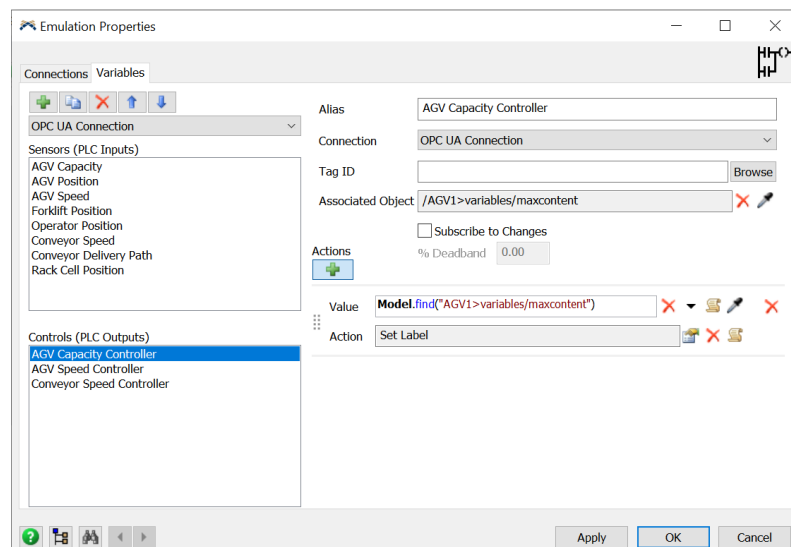 Emulation Properties
Connections
Variables
OPC UA Connection
Sensors (PLC Inputs)
AGV Capacity
AGV Position
AGV Speed
Forklift Position
Operator Position
Conveyor Speed
Conveyor Delivery Path
Rack Cell Position
Controls (PLC Outputs)
AGV Capacity Controller
AGV Speed Controller
Conveyor Speed Controller
Alias
AGV Capacity Controller
Connection
OPC UA Connection
Tag ID
Browse
Associated Object
/AGV1>variables/maxcontent
Subscribe to Changes
% Deadband
0.00
Actions
Value
Model.find("AGV1>variables/maxcontent")
Action
Set Label
Apply
OK
Cancel